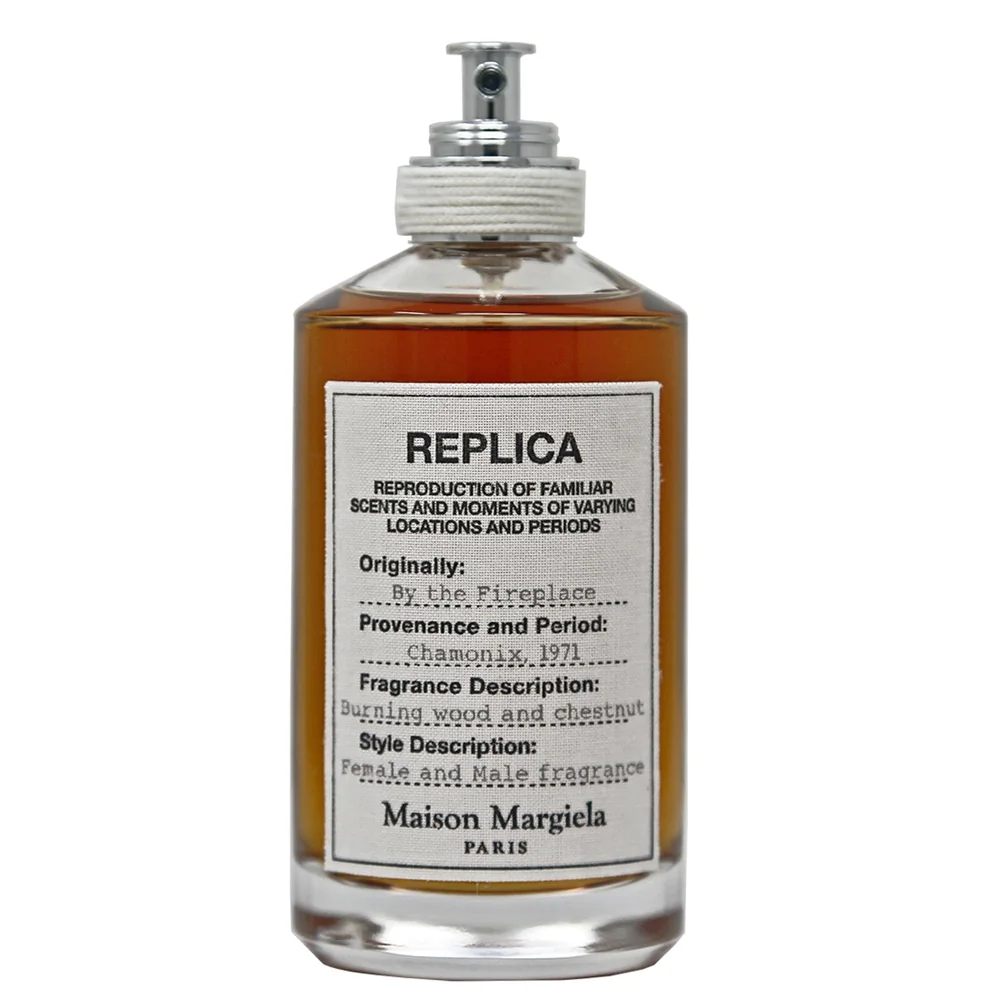 REPLICA
REPRODUCTION OF FAMILIAR
SCENTS AND MOMENTS OF VARYING
LOCATIONS AND PERIODS
Originally:
By the Fireplace
Provenance and Period:
Chamonix, 1971
Fragrance Description:
Burning wood and chestnut
Style Description:
Female and Male fragrance
Maison Margiela
PARIS